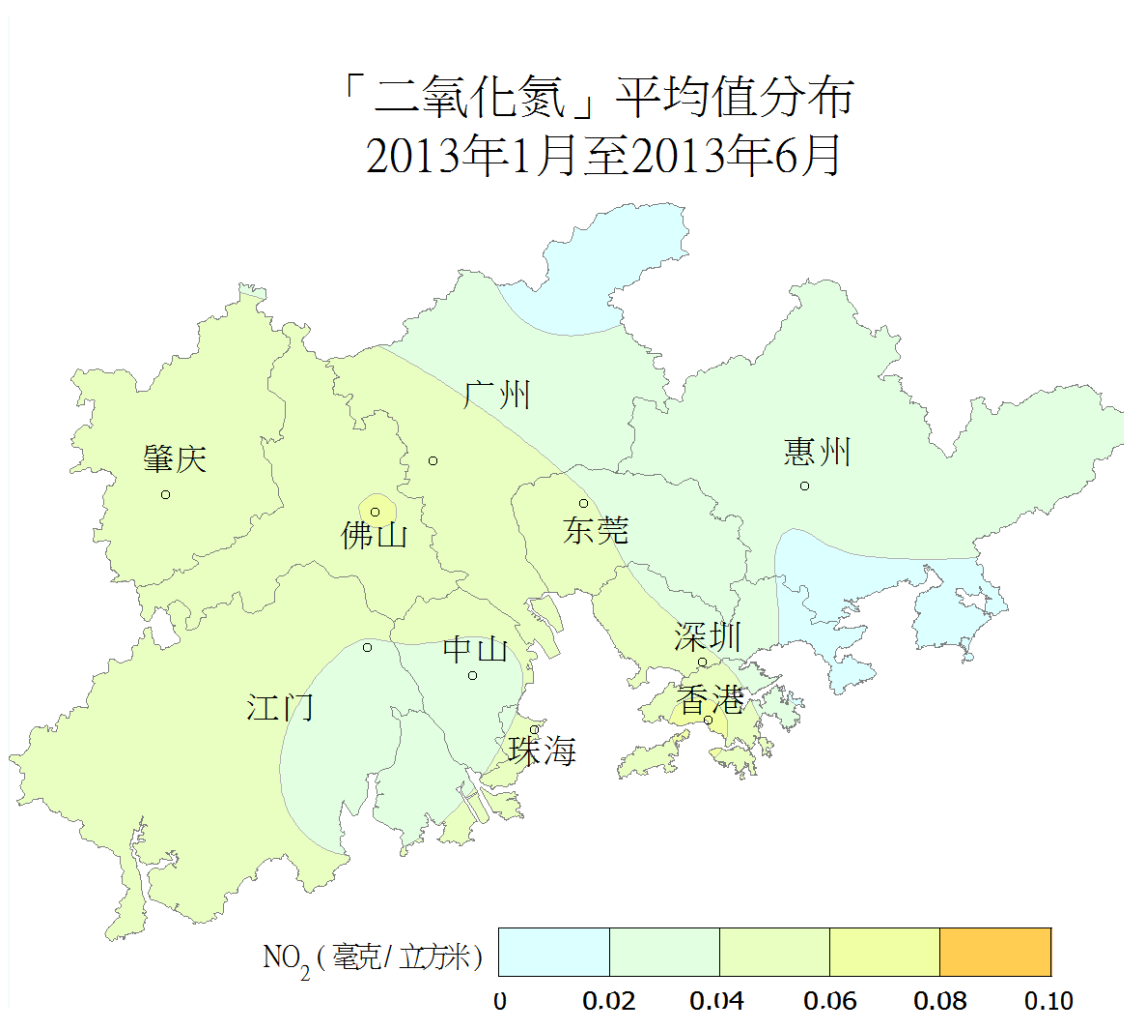 「二氧化氮」平均值分布
2013年1月至2013年6月
广州
肇庆
惠州
佛山
东莞
深圳
中山
香港
江门
珠海
NO₂ ( 毫克 / 立方米 )
0 0.02 0.04 0.06 0.08 0.10